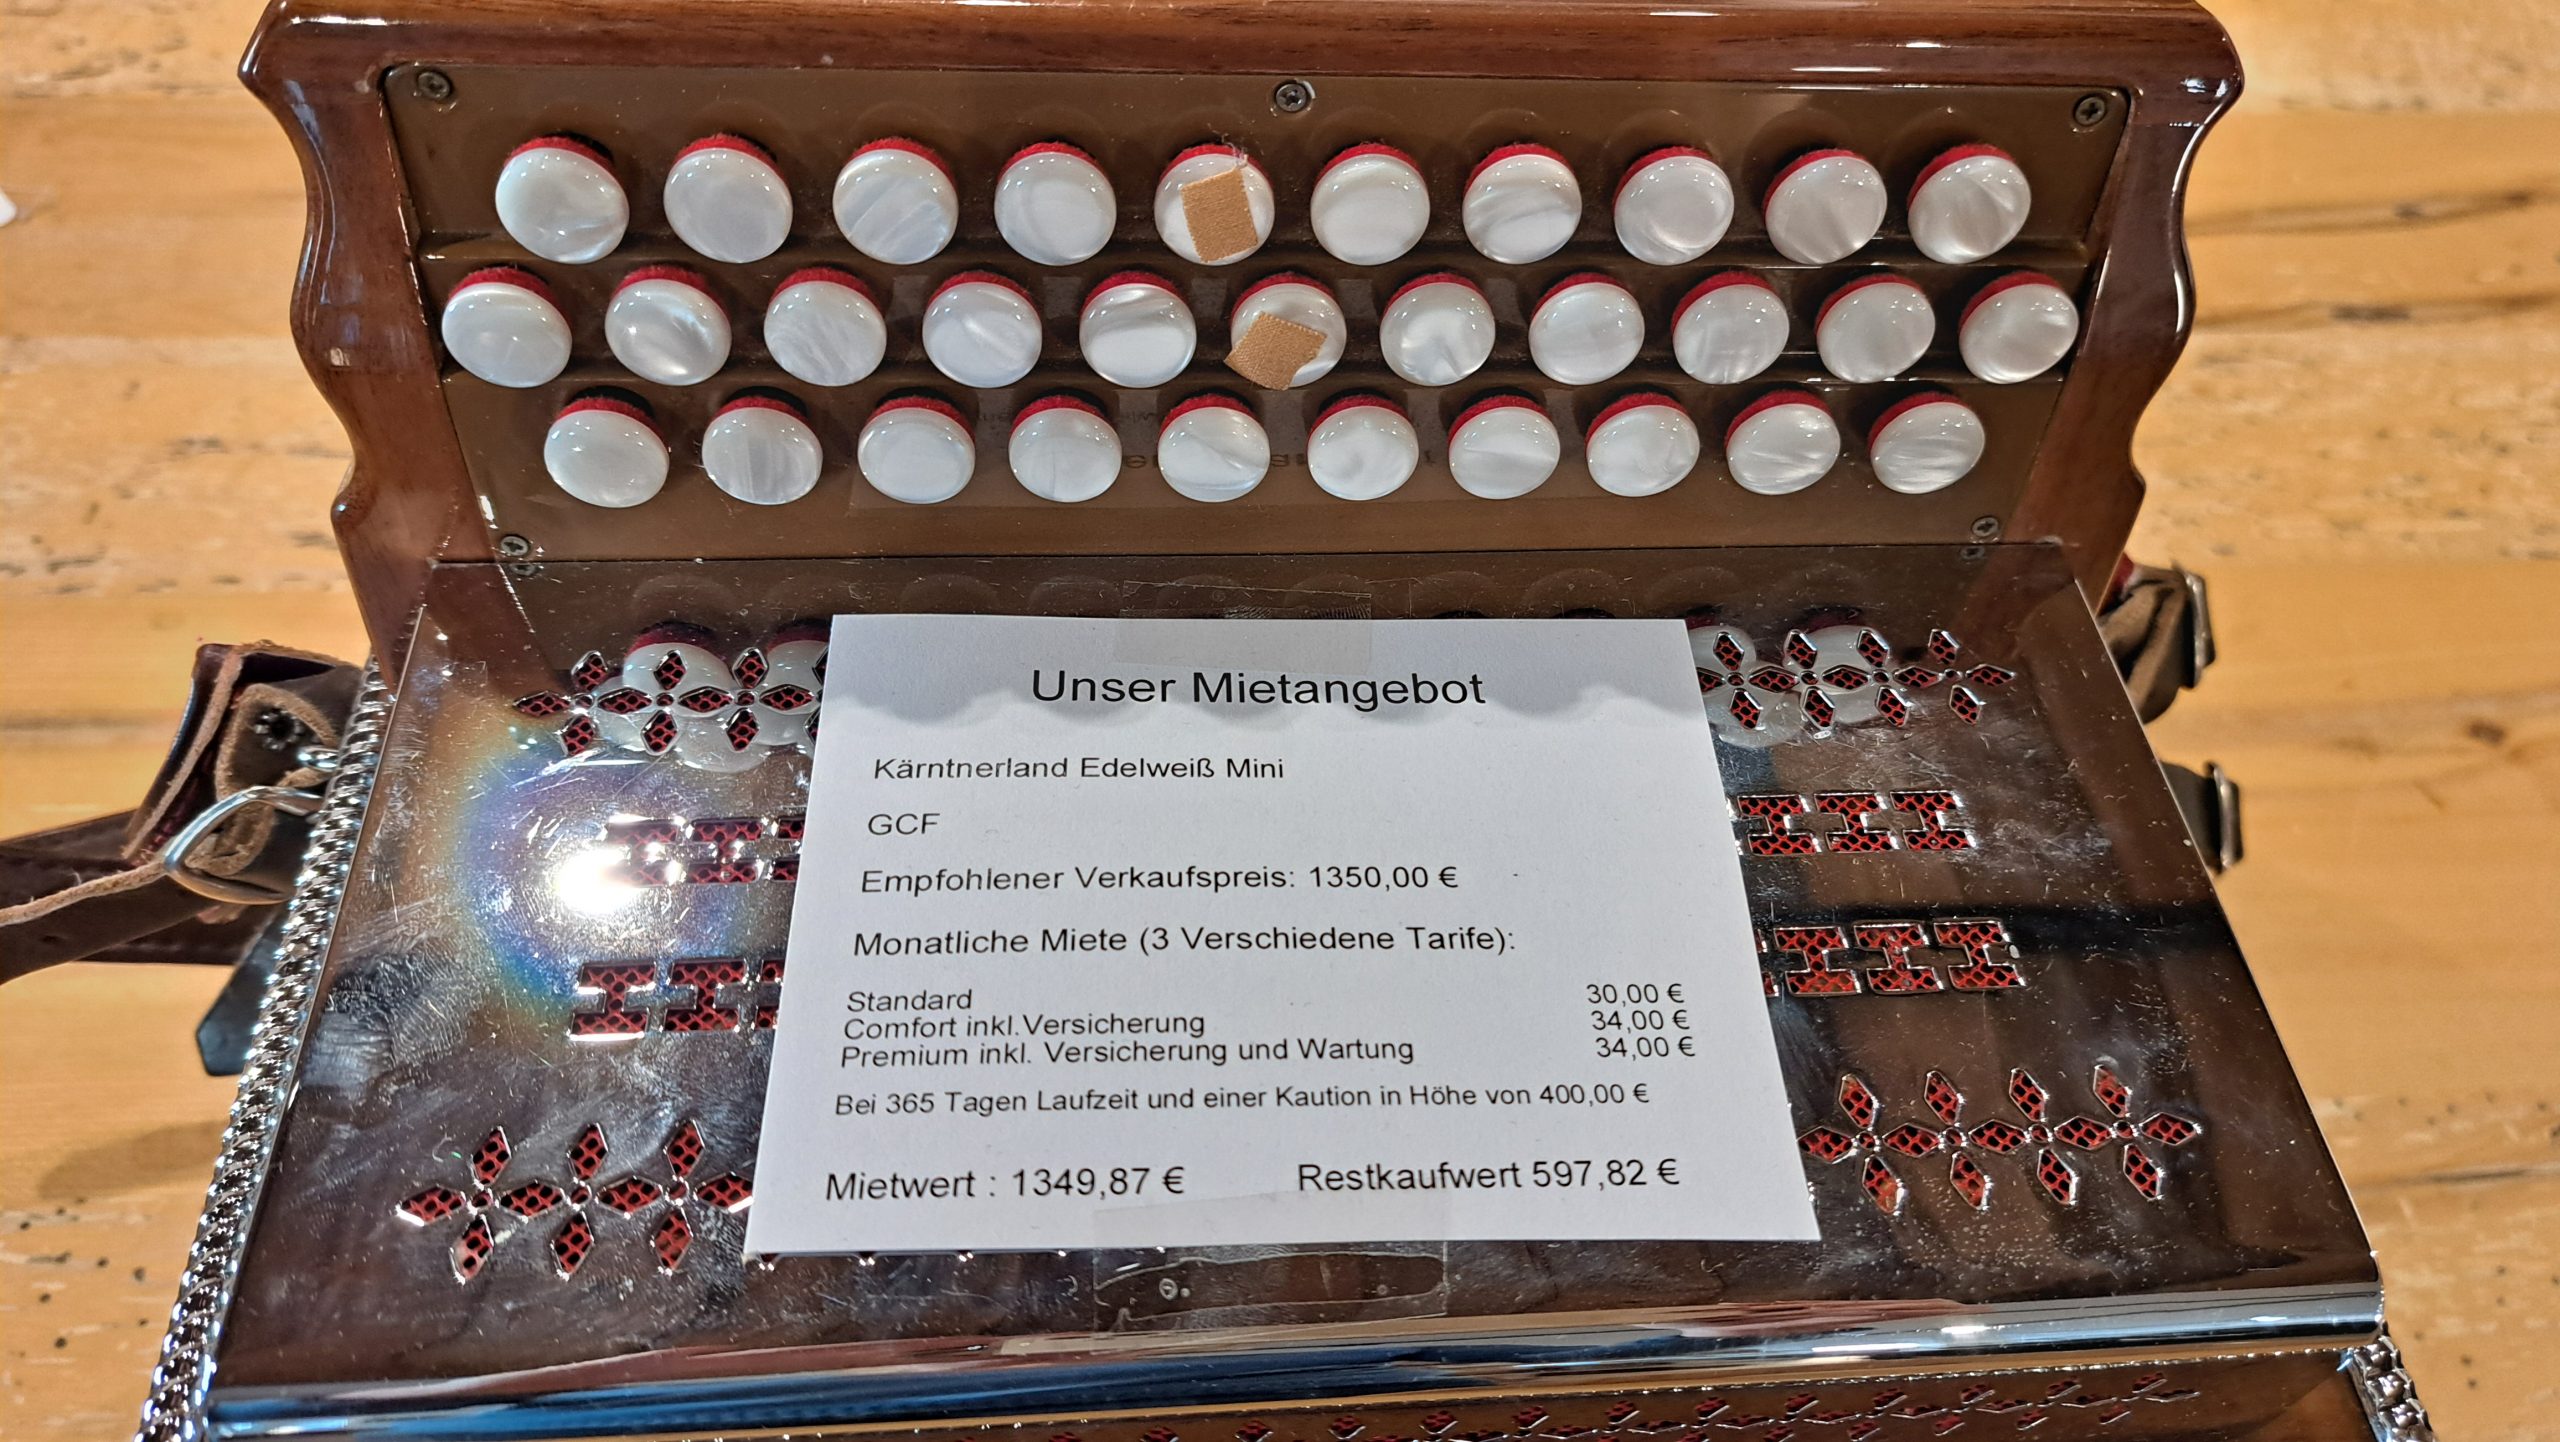 Unser Mietangebot
Kärntnerland Edelweiß Mini
GCF
Empfohlener Verkaufspreis: 1350,00 €
Monatliche Miete (3 Verschiedene Tarife):
Standard 30,00 €
Comfort inkl.Versicherung 34,00 €
Premium inkl. Versicherung und Wartung 34,00 €
Bei 365 Tagen Laufzeit und einer Kaution in Höhe von 400,00 €
Mietwert : 1349,87 € Restkaufwert 597,82 €